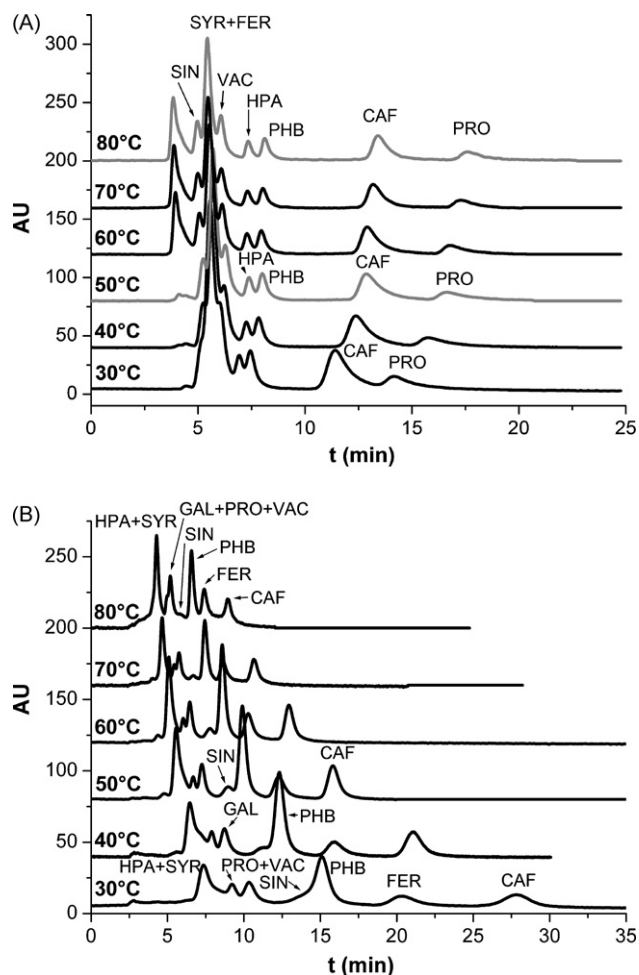 (A)
SYR+FER
300
SIN
VAC
250
HPA
PHB
CAF
PRO
80°C
200
70°C
AU
150
60°C
HPA
100
50°C
PHB
CAF
PRO
50
40°C
CAF
PRO
30°C
0
0 5 10 15 20 25
t (min)
(B)
GAL+PRO+VAC
HPA+SYR
SIN
250
PHB
FER
CAF
80°C
200
70°C
AU
150
60°C
100
SIN
CAF
50°C
PHB
50
GAL
40°C
HPA+SYR
PRO+VAC
PHB
SIN
FER
CAF
30°C
0
0 5 10 15 20 25 30 35
t (min)